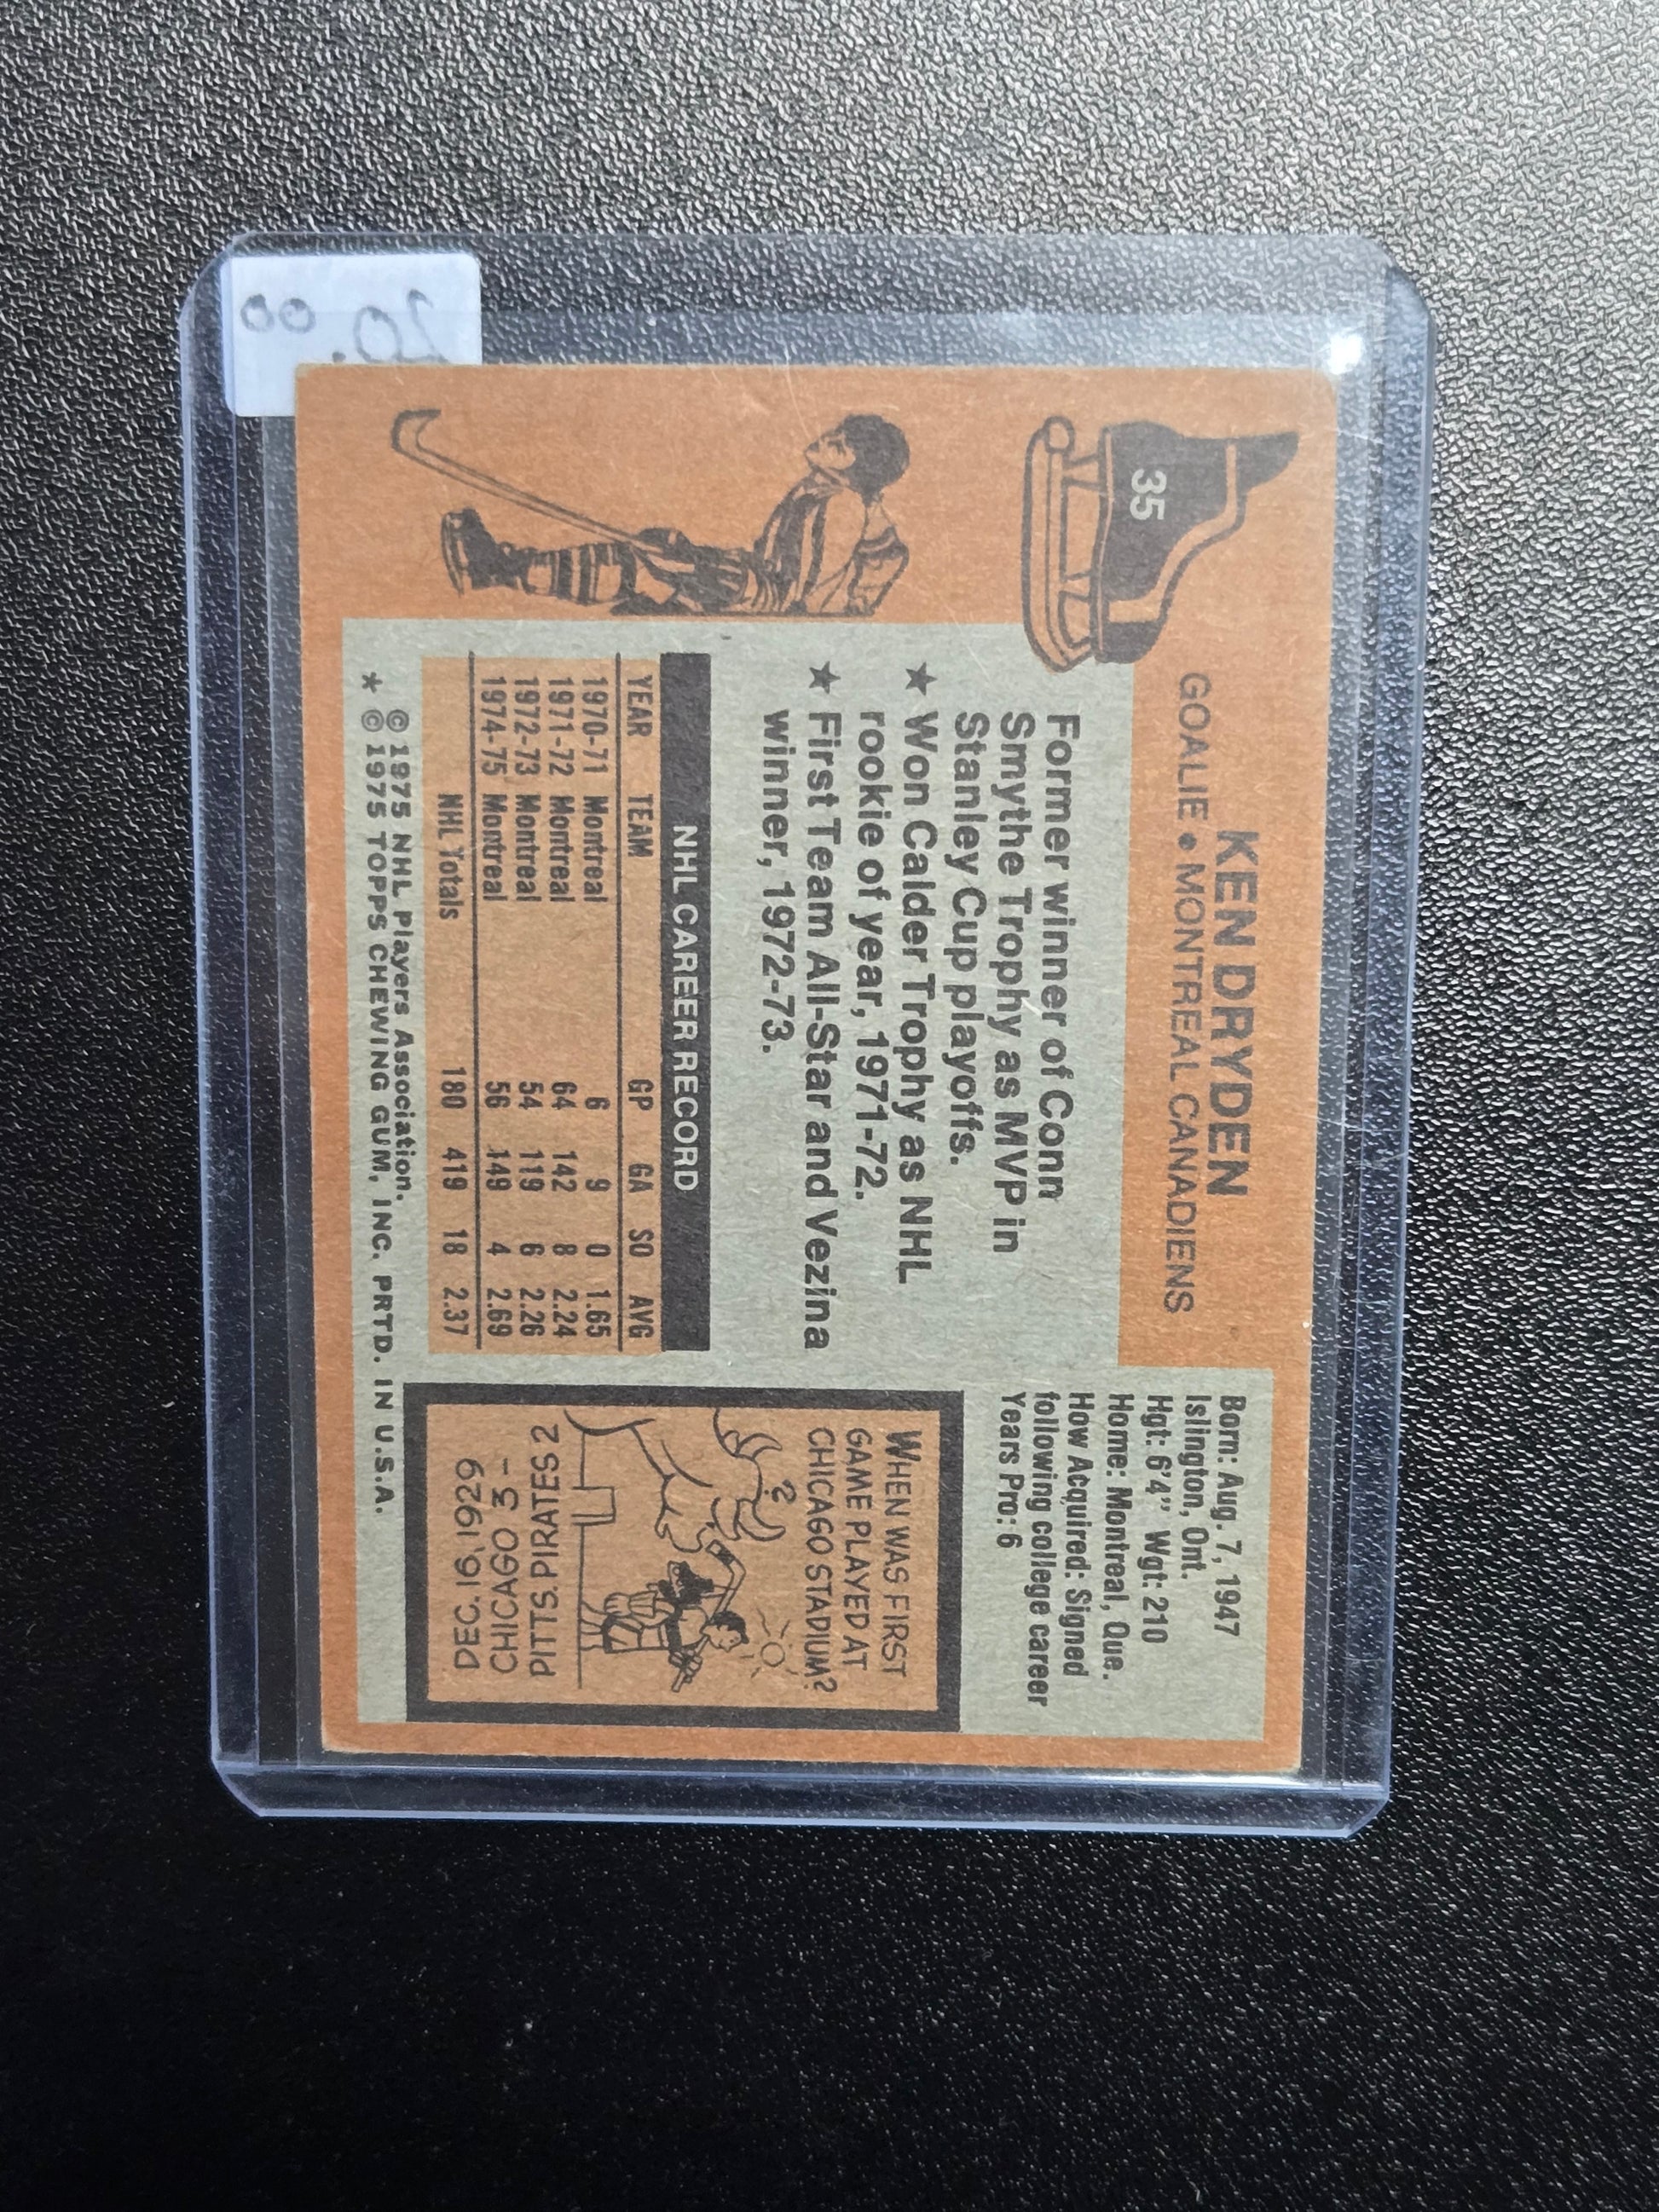 20.00
35
KEN DRYDEN
GOALIE • MONTREAL CANADIENS
Born: Aug. 7, 1947
Islington, Ont.
Hgt: 6'4" Wgt: 210
Home: Montreal, Que.
How Acquired: Signed
following college career
Years Pro: 6
Former winner of Conn
Smythe Trophy as MVP in
Stanley Cup playoffs.
★ Won Calder Trophy as NHL
rookie of year, 1971-72.
★ First Team All-Star and Vezina
winner, 1972-73.
NHL CAREER RECORD
YEAR TEAM GP GA SO AVG
1970-71 Montreal 6 9 0 1.65
1971-72 Montreal 64 142 8 2.24
1972-73 Montreal 54 119 6 2.26
1974-75 Montreal 56 149 4 2.69
NHL Totals 180 419 18 2.37
WHEN WAS FIRST
GAME PLAYED AT
CHICAGO STADIUM?
?
PITTS. PIRATES 2
CHICAGO 3 -
DEC. 16, 1929
© 1975 NHL Players Association.
* © 1975 TOPPS CHEWING GUM, INC. PRTD. IN U.S.A.